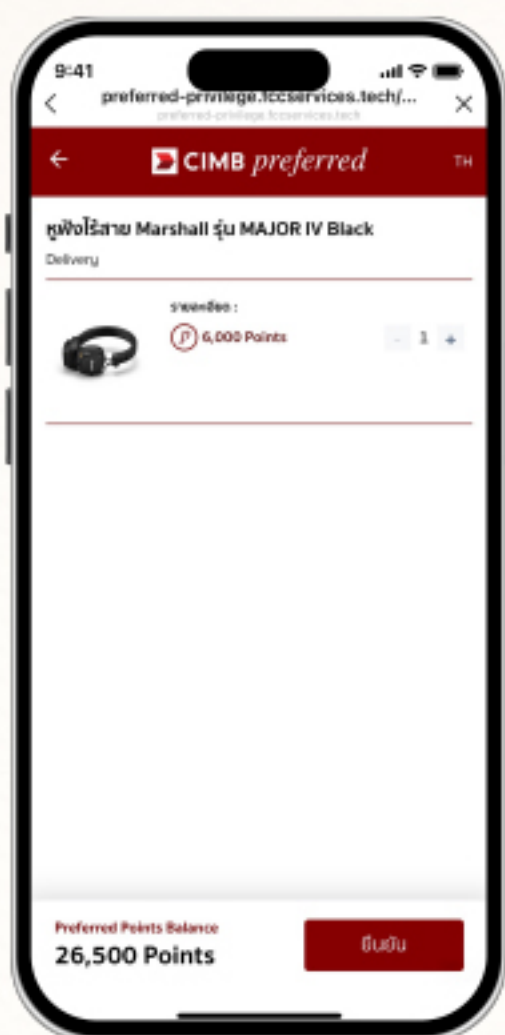 9:41
preferred-privilege.tccservices.tech/...
preferred-privilege.tccservices.tech
CIMB preferred
TH
หูฟังไร้สาย Marshall รุ่น MAJOR IV Black
Delivery
รายละเอียด :
P 6,000 Points
- 1 +
Preferred Points Balance
26,500 Points
ยืนยัน